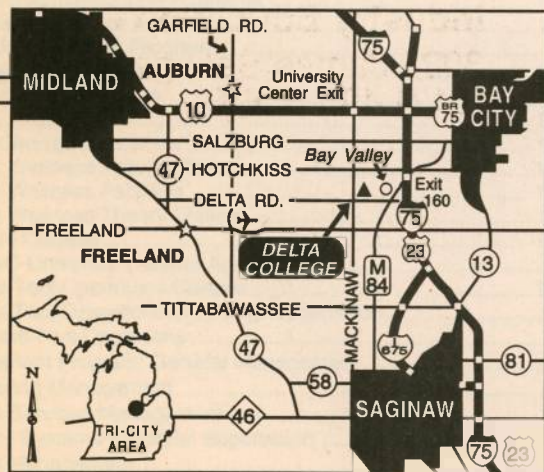 GARFIELD RD.
75
AUBURN
MIDLAND
University
Center Exit
10
BR
75
BAY
CITY
SALZBURG
47
HOTCHKISS
Bay Valley
DELTA RD.
Exit
160
75
FREELAND
FREELAND
DELTA
COLLEGE
23
13
M
84
TITTABAWASSEE
MACKINAW
I
675
47
81
58
N
46
SAGINAW
TRI-CITY
AREA
75
23